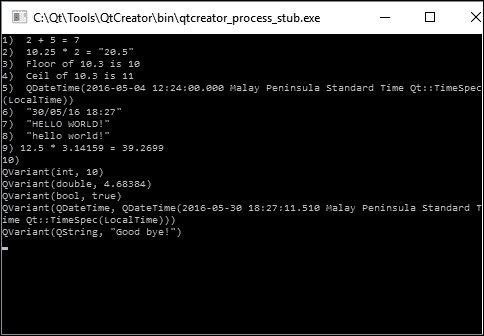 C:\Qt\Tools\QtCreator\bin\qtcreator_process_stub.exe
1)  2 + 5 = 7
2)  10.25 * 2 = "20.5"
3)  Floor of 10.3 is 10
4)  Ceil of 10.3 is 11
5)  QDateTime(2016-05-04 12:24:00.000 Malay Peninsula Standard Time Qt::TimeSpec
(LocalTime))
6)  "30/05/16 18:27"
7)  "HELLO WORLD!"
8)  "hello world!"
9) 12.5 * 3.14159 = 39.2699
10)
QVariant(int, 10)
QVariant(double, 4.68384)
QVariant(bool, true)
QVariant(QDateTime, QDateTime(2016-05-30 18:27:11.510 Malay Peninsula Standard T
ime Qt::TimeSpec(LocalTime)))
QVariant(QString, "Good bye!")